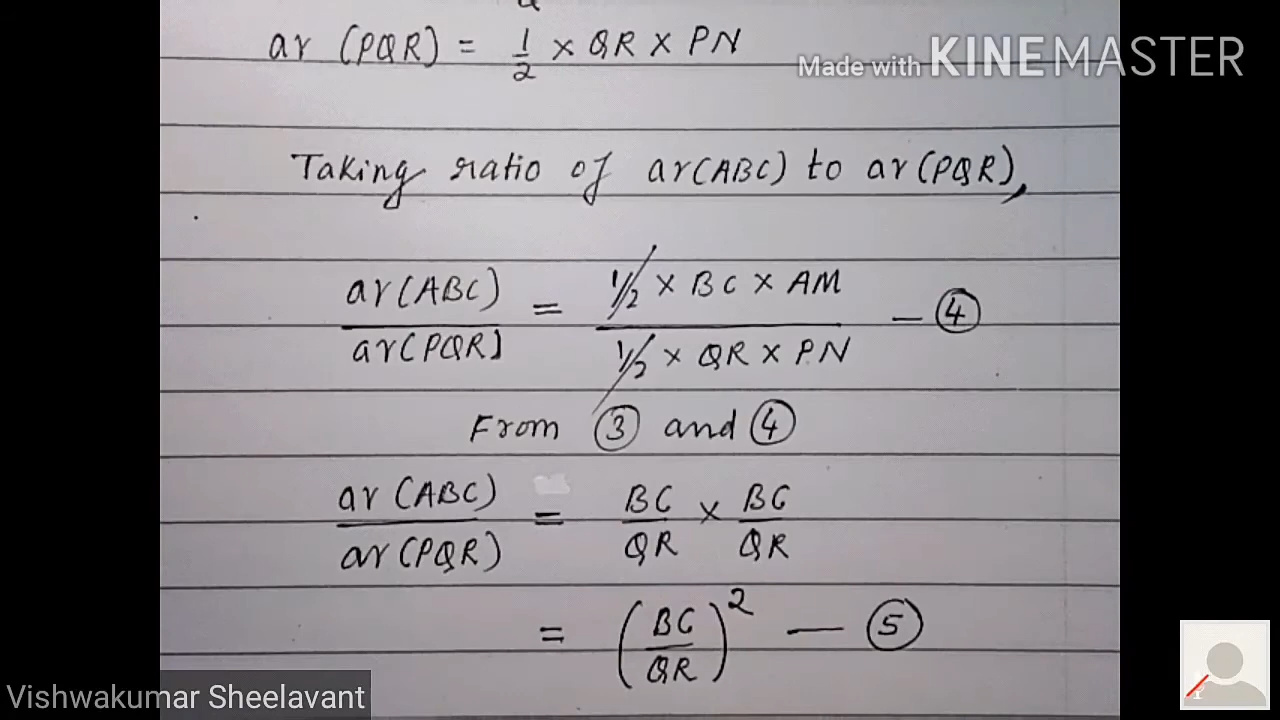 ar (PQR) = 1/2 × QR × PN
Made with KINEMASTER
Taking ratio of ar(ABC) to ar(PQR),
ar(ABC)/ar(PQR) = 1/2 × BC × AM / 1/2 × QR × PN — ④
From ③ and ④
ar (ABC)/ar (PQR) = BC/QR × BC/QR
= (BC/QR)² — ⑤
Vishwakumar Sheelavant